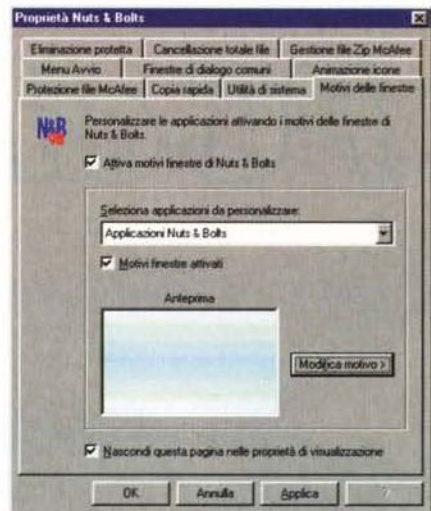 Proprietà Nuts & Bolts
Eliminazione protetta
Cancellazione totale file
Gestione file Zip McAfee
Menu Avvio
Finestre di dialogo comuni
Animazione icone
Protezione file McAfee
Copia rapida
Utilità di sistema
Motivi delle finestre
Personalizzare le applicazioni attivando i motivi delle finestre di
Nuts & Bolts.
Attiva motivi finestre di Nuts & Bolts
Seleziona applicazioni da personalizzare:
Applicazioni Nuts & Bolts
Motivi finestre attivati
Anteprima
Modifica motivo >
Nascondi questa pagina nelle proprietà di visualizzazione
OK
Annulla
Applica
?